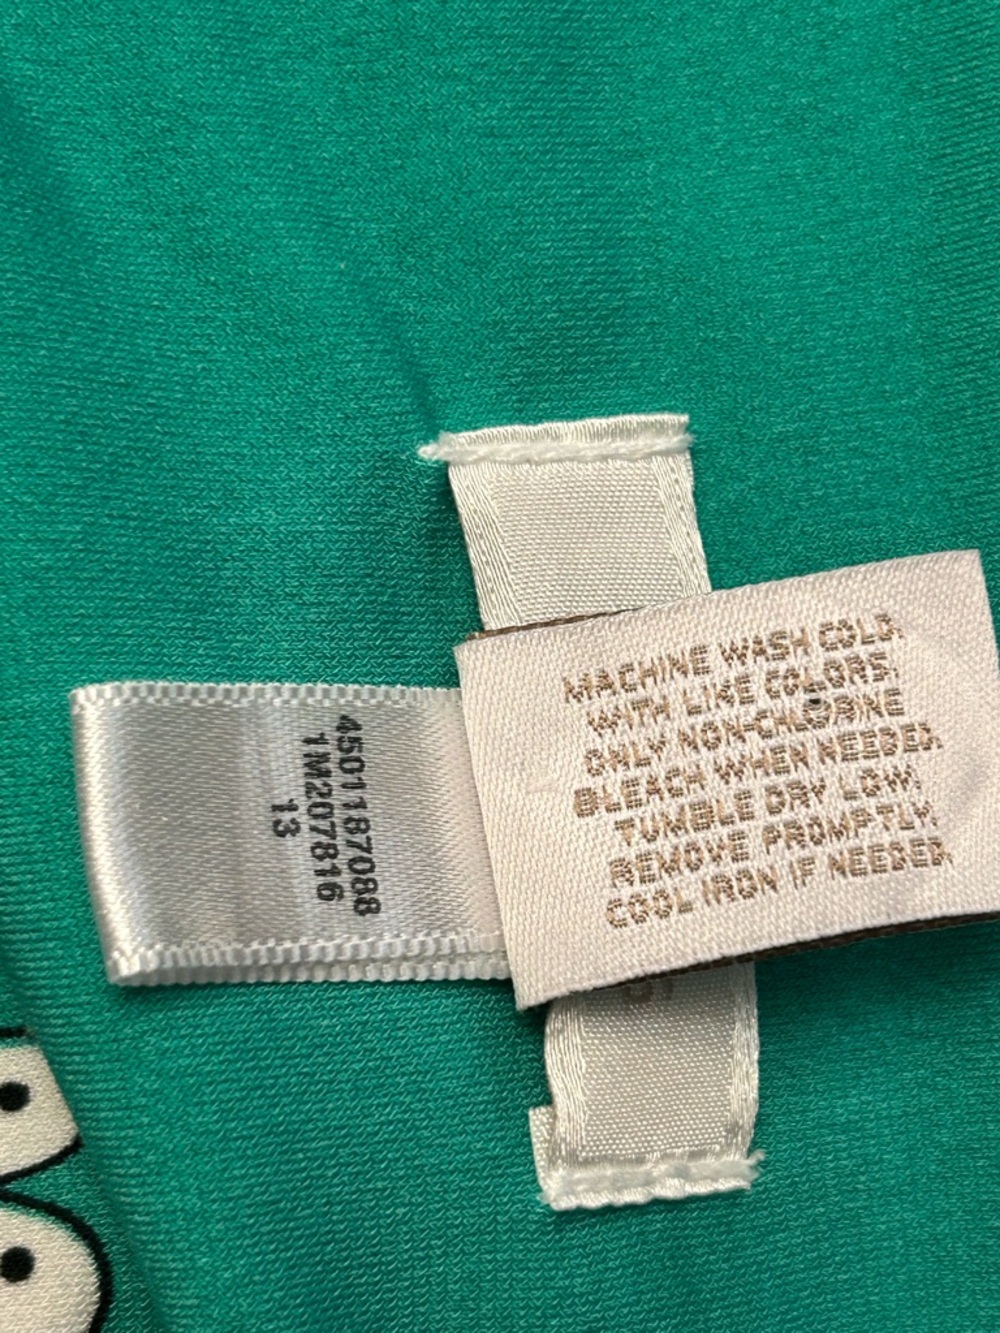 4501187088
1M207816
13
MACHINE WASH COLD.
WITH LIKE COLORS.
ONLY NON-CHLORINE
BLEACH WHEN NEEDED.
TUMBLE DRY LOW.
REMOVE PROMPTLY.
COOL IRON IF NEEDED.